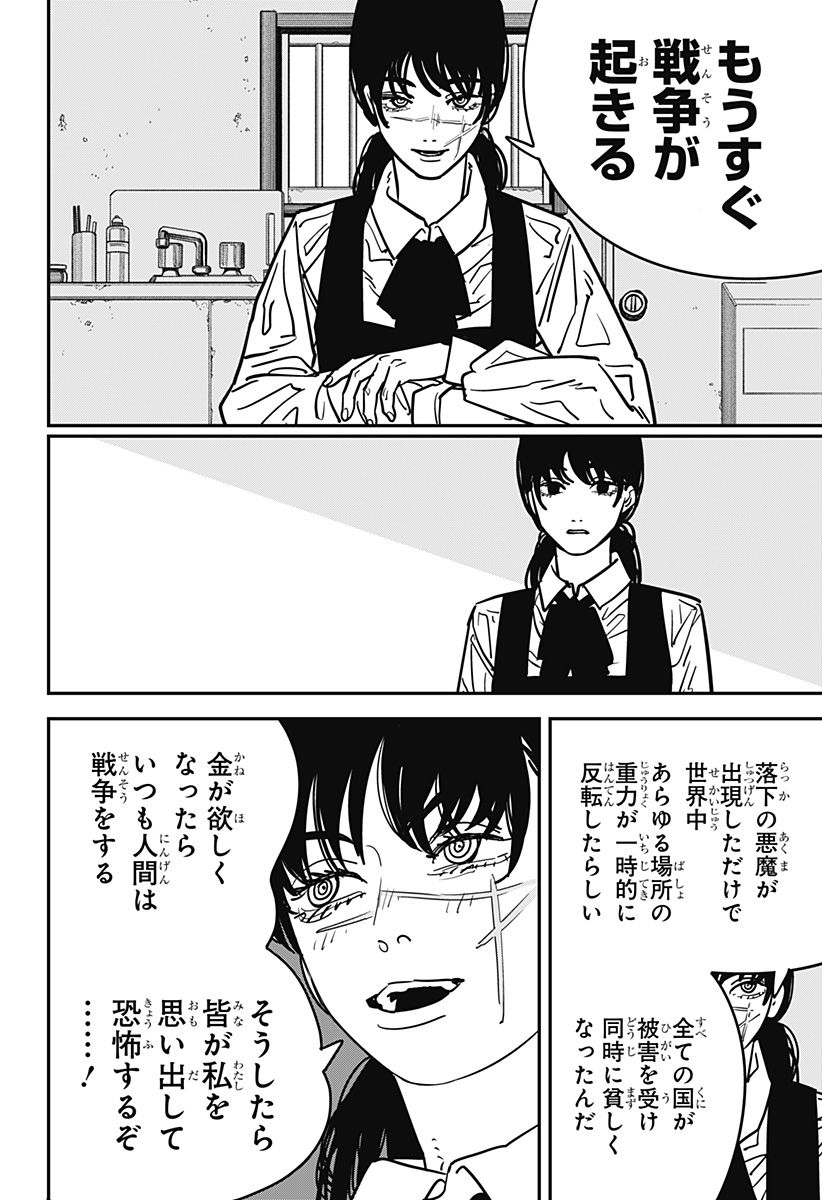 もうすぐ
戦争が
起きる
落下の悪魔が
出現しただけで
世界中
あらゆる場所の
重力が一時的に
反転したらしい
全ての国が
被害を受け
同時に貧しく
なったんだ
金が欲しく
なったら
いつも人間は
戦争をする
そうしたら
皆が私を
思い出して
恐怖するぞ
……！